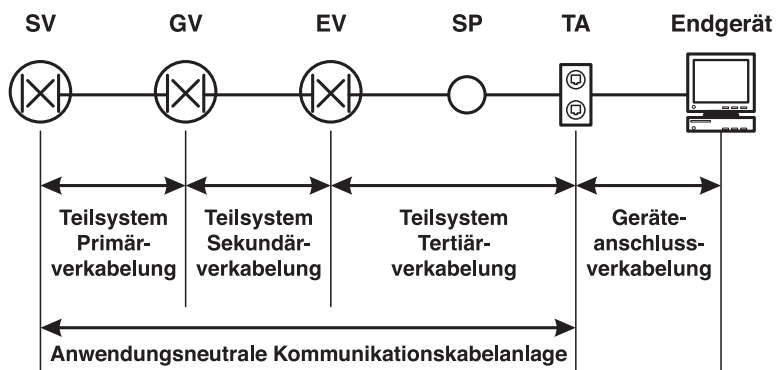 SV GV EV SP TA Endgerät
Teilsystem Primär-verkabelung
Teilsystem Sekundär-verkabelung
Teilsystem Tertiär-verkabelung
Geräte-anschluss-verkabelung
Anwendungsneutrale Kommunikationskabelanlage